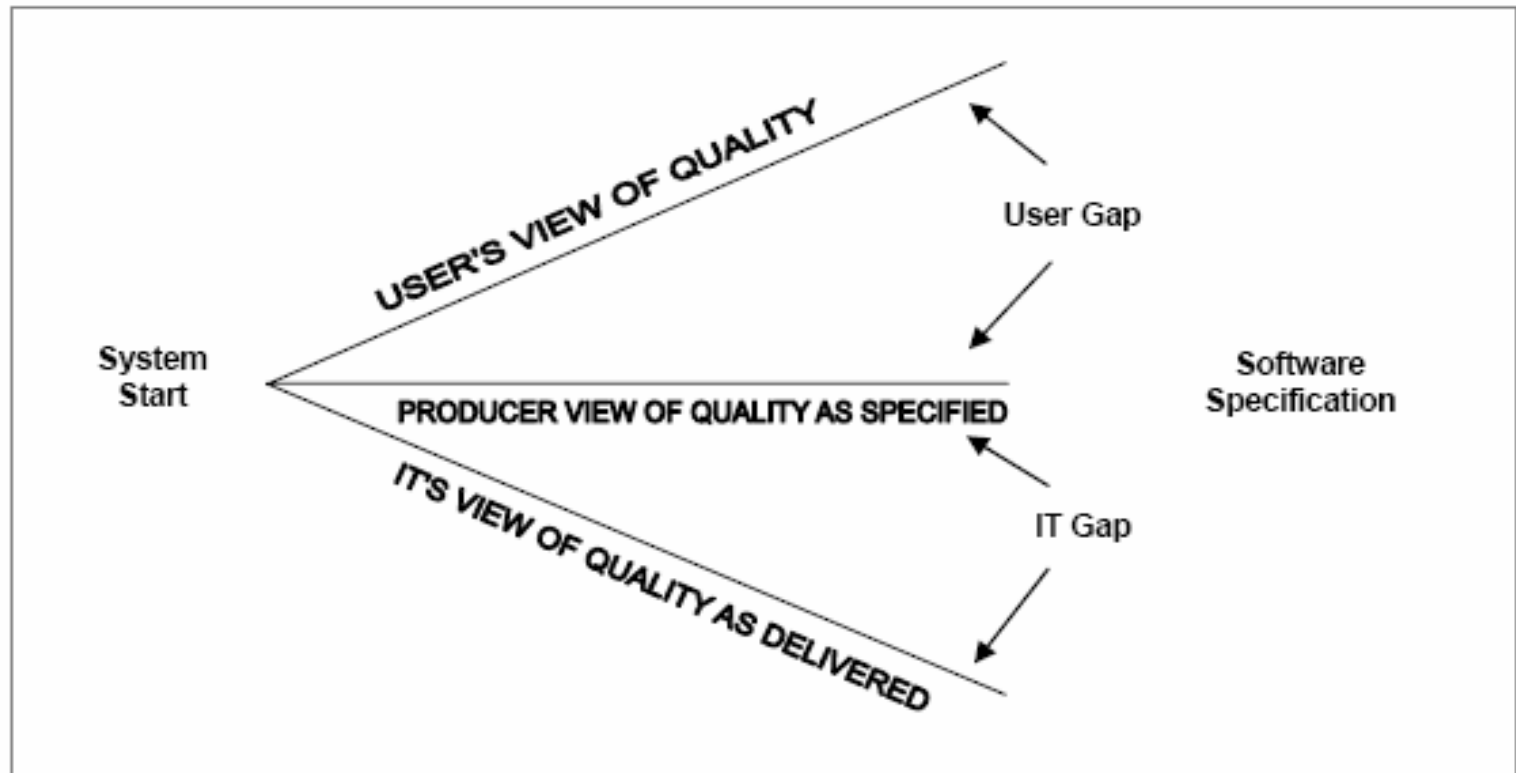 USER'S VIEW OF QUALITY
User Gap
System
Start
PRODUCER VIEW OF QUALITY AS SPECIFIED
Software
Specification
IT'S VIEW OF QUALITY AS DELIVERED
IT Gap